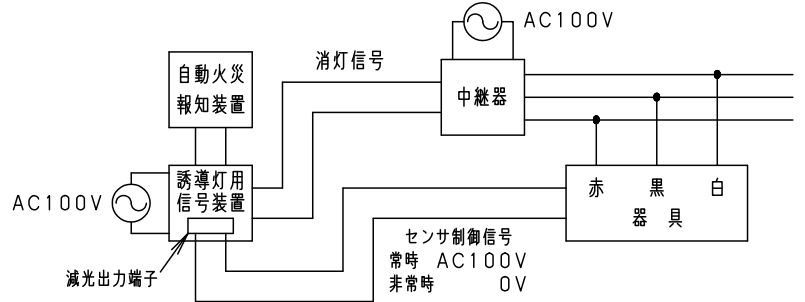 AC100V
消灯信号
自動火災
報知装置
中継器
誘導灯用
信号装置
AC100V
赤 黒 白
器 具
センサ制御信号
常時 AC100V
非常時 0V
減光出力端子